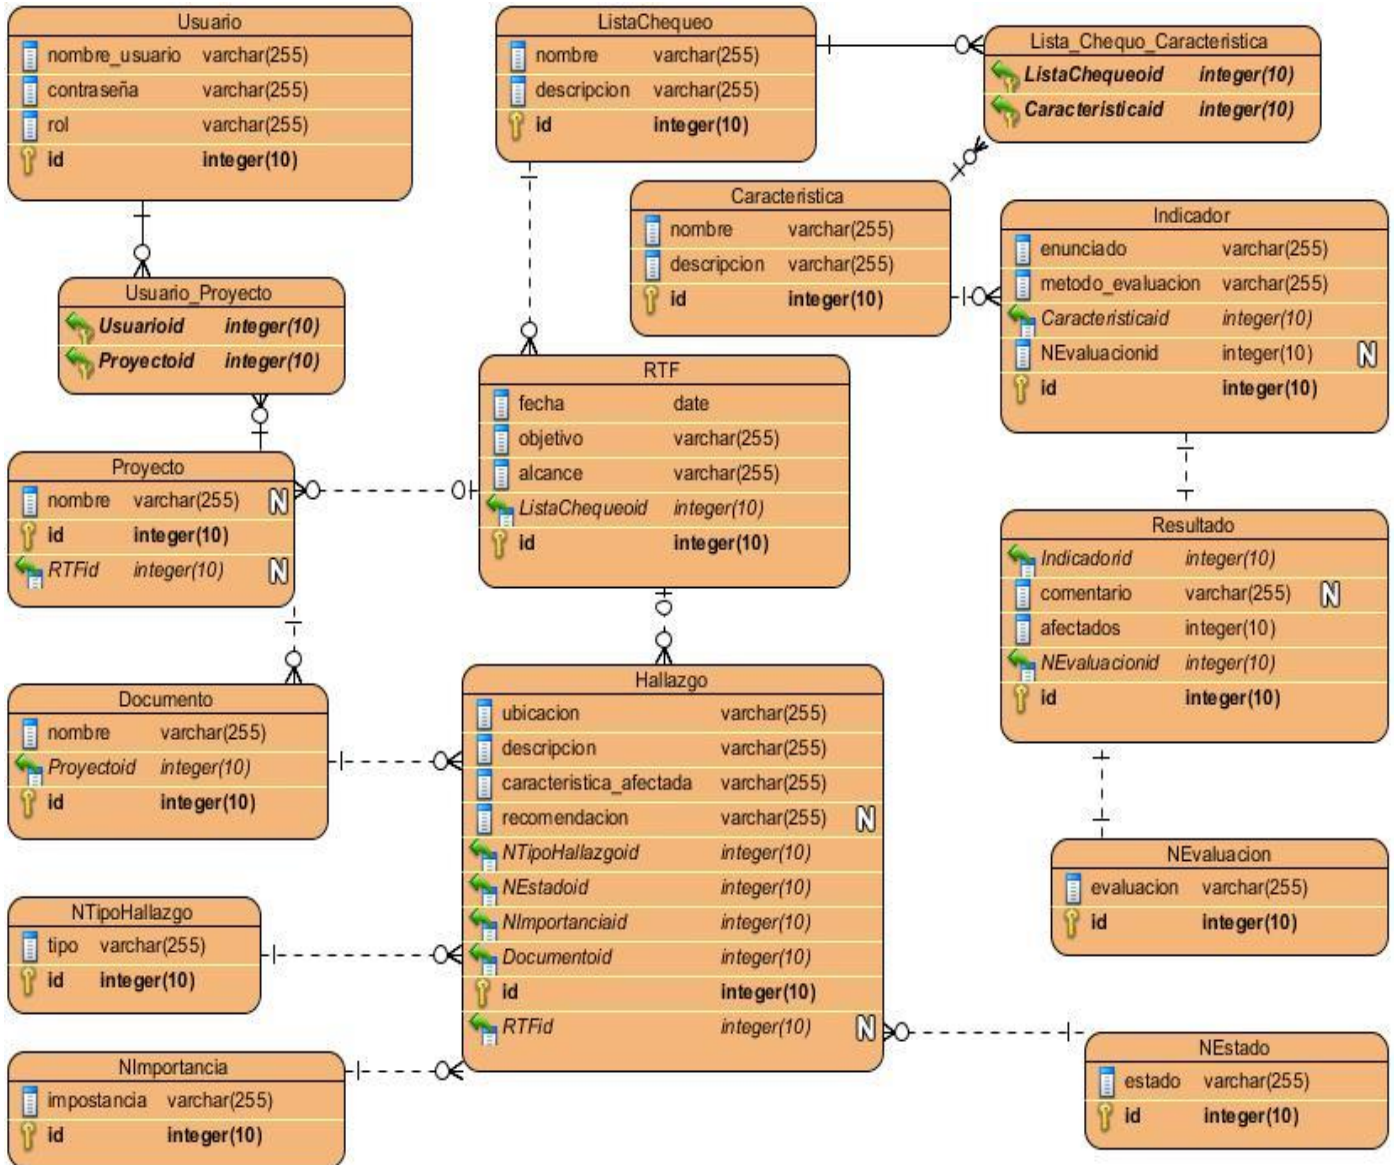 Usuario
nombre_usuario varchar(255)
contraseña varchar(255)
rol varchar(255)
id integer(10)
ListaChequeo
nombre varchar(255)
descripcion varchar(255)
id integer(10)
Lista_Chequo_Caracteristica
ListaChequeoid integer(10)
Caracteristicaid integer(10)
Caracteristica
nombre varchar(255)
descripcion varchar(255)
id integer(10)
Indicador
enunciado varchar(255)
metodo_evaluacion varchar(255)
Caracteristicaid integer(10)
NEvaluacionid integer(10) N
id integer(10)
Usuario_Proyecto
Usuarioid integer(10)
Proyectoid integer(10)
RTF
fecha date
objetivo varchar(255)
alcance varchar(255)
ListaChequeoid integer(10)
id integer(10)
Proyecto
nombre varchar(255) N
id integer(10)
RTFid integer(10) N
Resultado
Indicadorid integer(10)
comentario varchar(255) N
afectados integer(10)
NEvaluacionid integer(10)
id integer(10)
Documento
nombre varchar(255)
Proyectoid integer(10)
id integer(10)
Hallazgo
ubicacion varchar(255)
descripcion varchar(255)
caracteristica_afectada varchar(255)
recomendacion varchar(255) N
NTipoHallazgoid integer(10)
NEstadoid integer(10)
NImportanciaid integer(10)
Documentoid integer(10)
id integer(10)
RTFid integer(10) N
NEvaluacion
evaluacion varchar(255)
id integer(10)
NTipoHallazgo
tipo varchar(255)
id integer(10)
NImportancia
impostancia varchar(255)
id integer(10)
NEstado
estado varchar(255)
id integer(10)